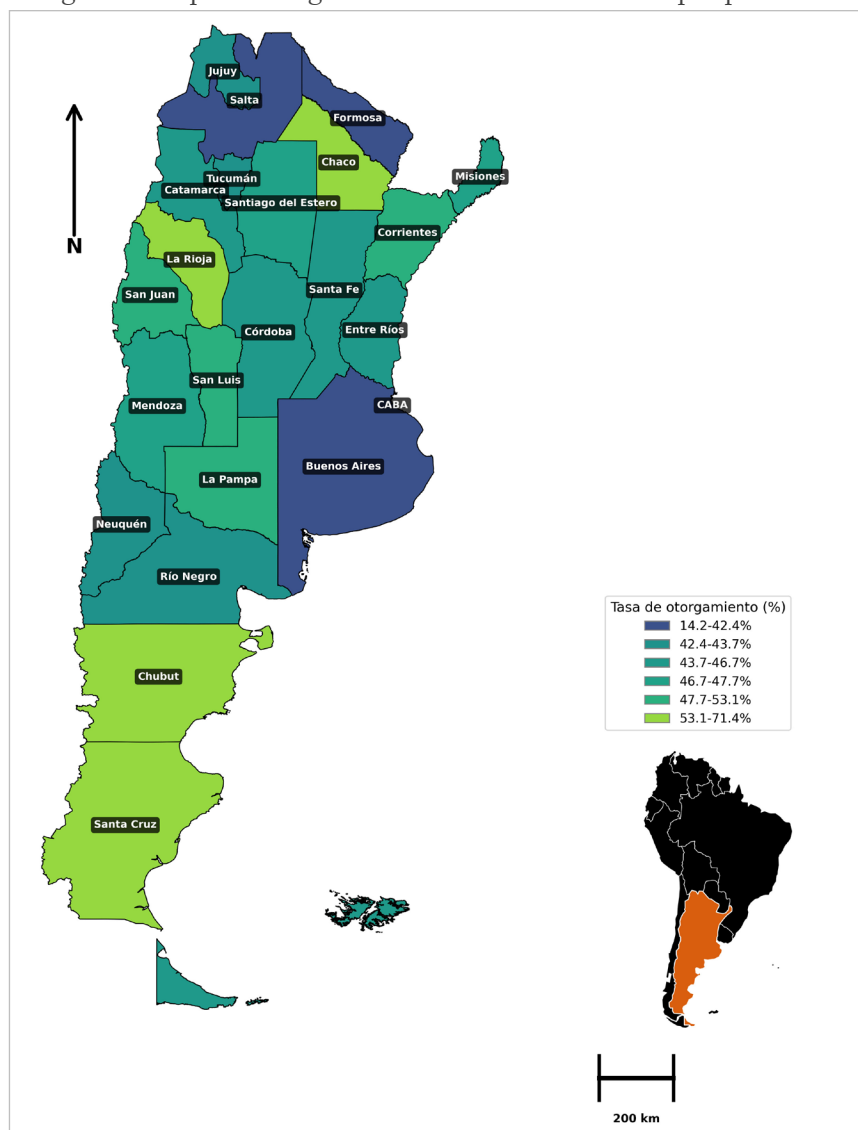 Jujuy
Salta
Formosa
Chaco
Misiones
Tucumán
Catamarca
Santiago del Estero
Corrientes
La Rioja
San Juan
Santa Fe
Córdoba
Entre Ríos
San Luis
Mendoza
CABA
Buenos Aires
La Pampa
Neuquén
Río Negro
Chubut
Santa Cruz
N
Tasa de otorgamiento (%)
14.2-42.4%
42.4-43.7%
43.7-46.7%
46.7-47.7%
47.7-53.1%
53.1-71.4%
200 km